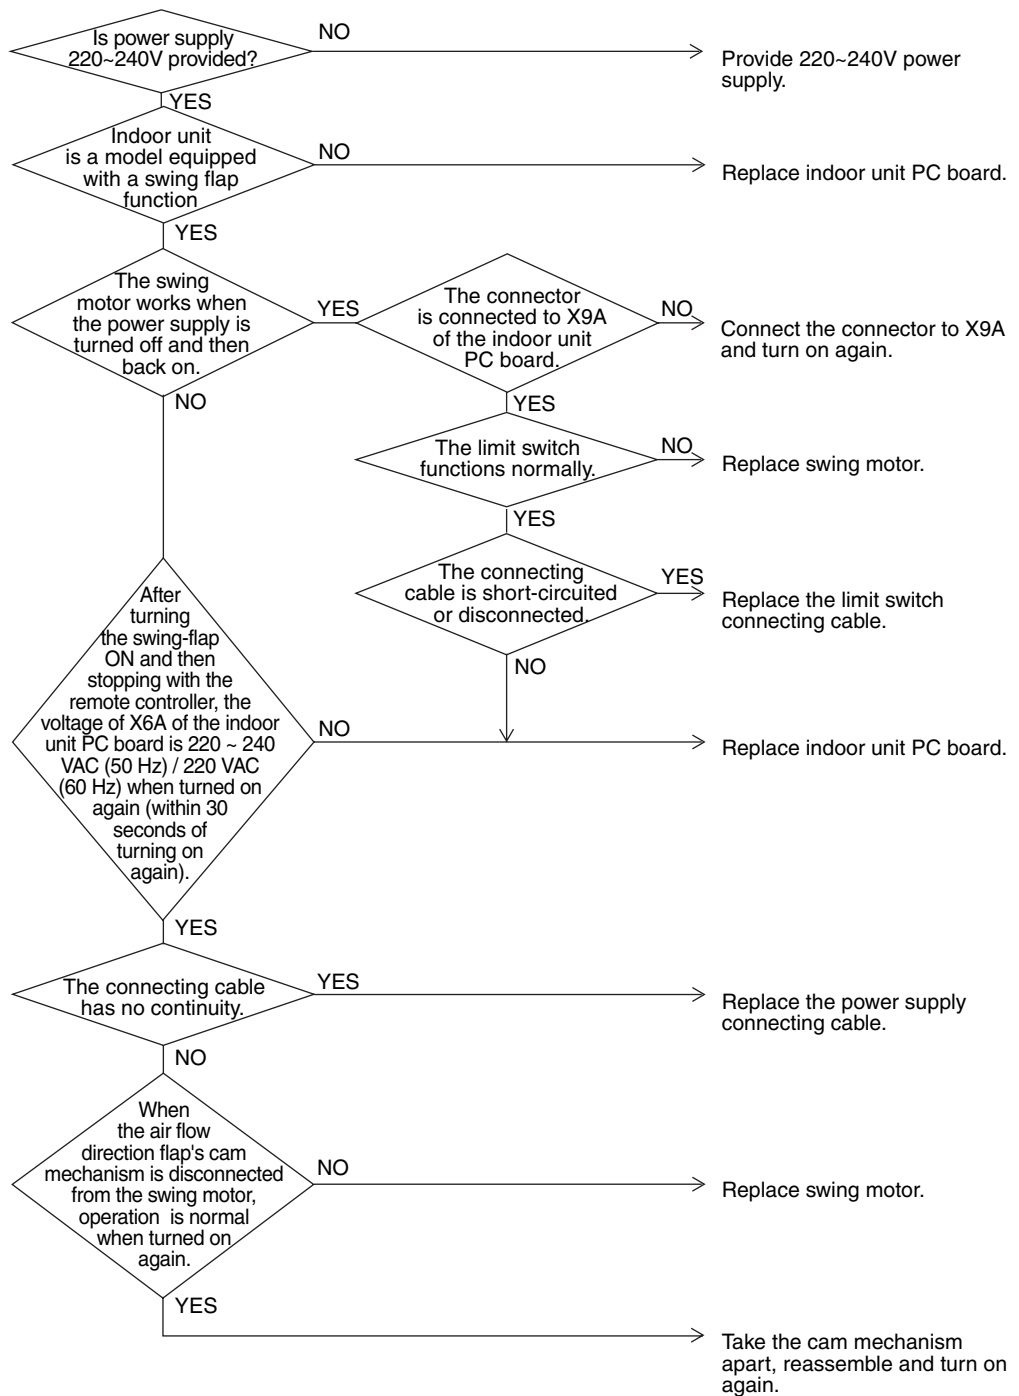 Is power supply
220~240V provided?
NO
Provide 220~240V power
supply.
YES
Indoor unit
is a model equipped
with a swing flap
function
NO
Replace indoor unit PC board.
YES
The swing
motor works when
the power supply is
turned off and then
back on.
YES
The connector
is connected to X9A
of the indoor unit
PC board.
NO
Connect the connector to X9A
and turn on again.
YES
The limit switch
functions normally.
NO
Replace swing motor.
YES
The connecting
cable is short-circuited
or disconnected.
YES
Replace the limit switch
connecting cable.
NO
NO
After
turning
the swing-flap
ON and then
stopping with the
remote controller, the
voltage of X6A of the indoor
unit PC board is 220 ~ 240
VAC (50 Hz) / 220 VAC
(60 Hz) when turned on
again (within 30
seconds of
turning on
again).
NO
Replace indoor unit PC board.
YES
The connecting cable
has no continuity.
YES
Replace the power supply
connecting cable.
NO
When
the air flow
direction flap's cam
mechanism is disconnected
from the swing motor,
operation is normal
when turned on
again.
NO
Replace swing motor.
YES
Take the cam mechanism
apart, reassemble and turn on
again.